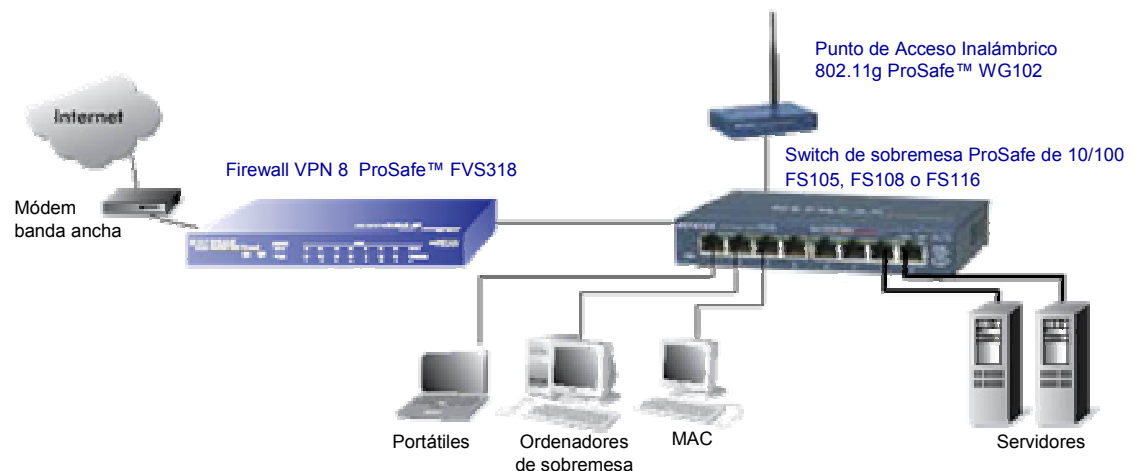 Punto de Acceso Inalámbrico
802.11g ProSafe™ WG102
Internet
Firewall VPN 8 ProSafe™ FVS318
Switch de sobremesa ProSafe de 10/100
FS105, FS108 o FS116
Módem
banda ancha
NETGEAR
Portátiles
Ordenadores
de sobremesa
MAC
Servidores